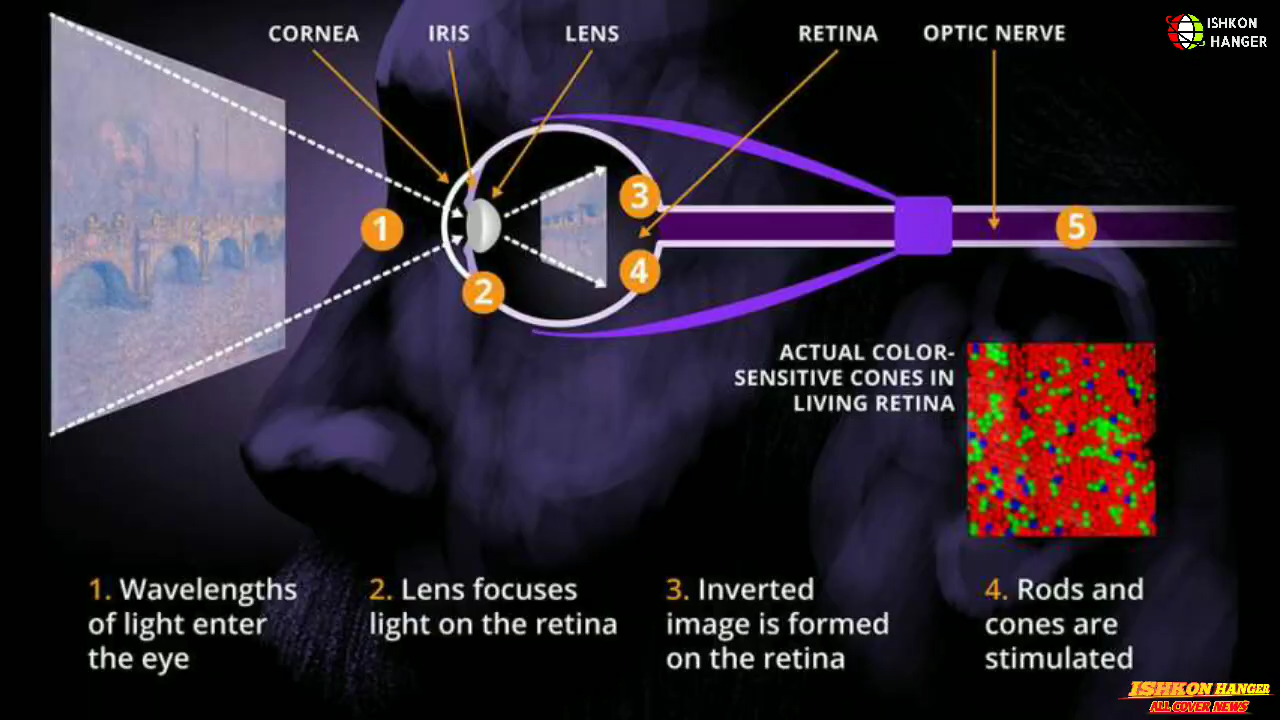 CORNEA IRIS LENS RETINA OPTIC NERVE
ISHKON
HANGER
1
2
3
4
5
ACTUAL COLOR-
SENSITIVE CONES IN
LIVING RETINA
1. Wavelengths
of light enter
the eye
2. Lens focuses
light on the retina
3. Inverted
image is formed
on the retina
4. Rods and
cones are
stimulated
ISHKON HANGER
ALL COVER NEWS